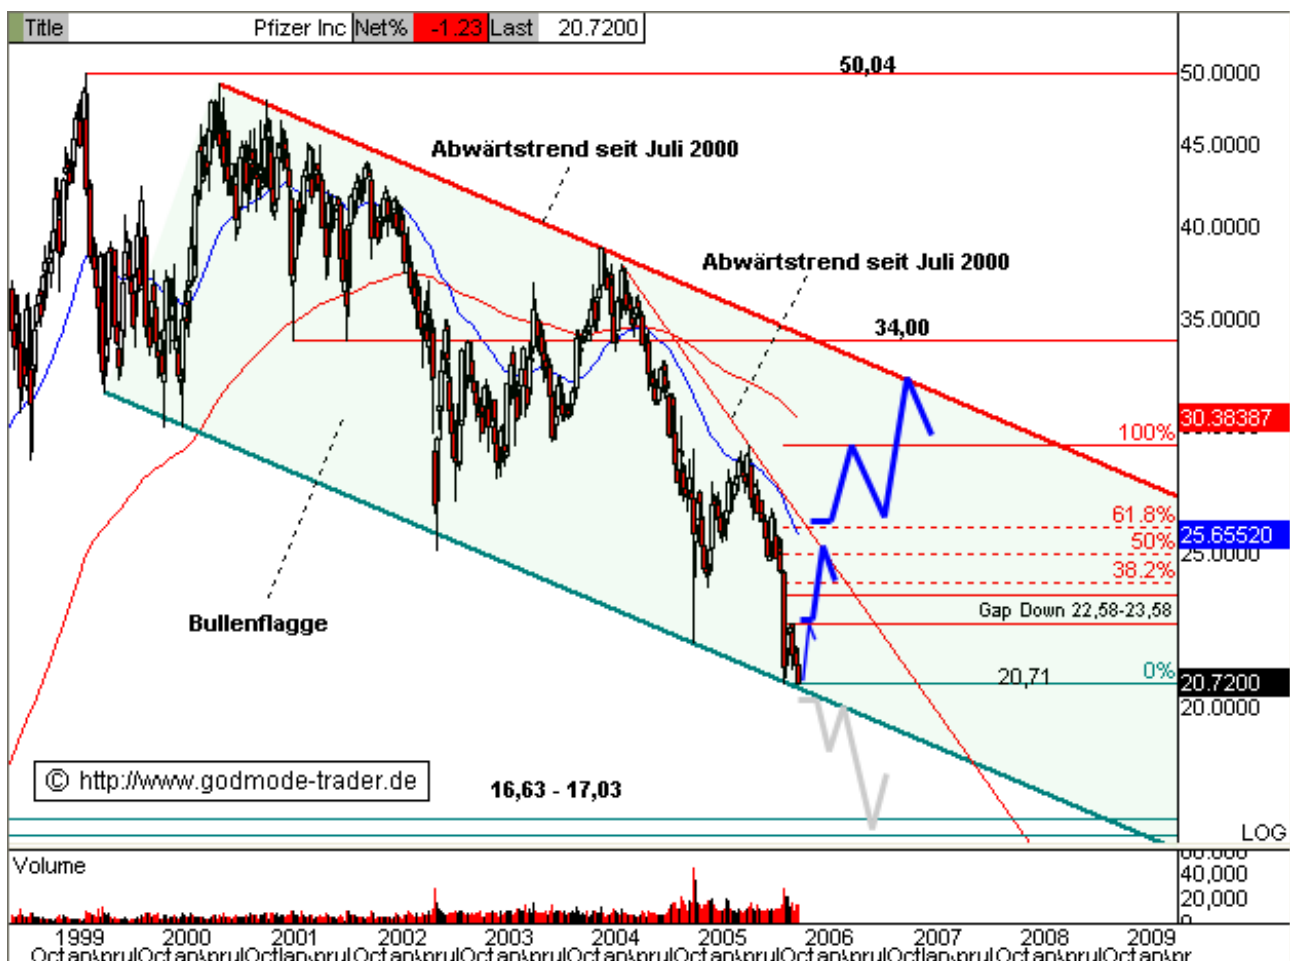 Title Pfizer Inc Net% -1.23 Last 20.7200
50,04
50.0000
Abwärtstrend seit Juli 2000
45.0000
40.0000
Abwärtstrend seit Juli 2000
34,00
35.0000
30.38387
100%
61.8%
25.65520
50%
25.0000
38.2%
Gap Down 22,58-23,58
Bullenflagge
20,71
0%
20.7200
20.0000
© http://www.godmode-trader.de
16,63 - 17,03
LOG
Volume
40,000
20,000
1999 2000 2001 2002 2003 2004 2005 2006 2007 2008 2009